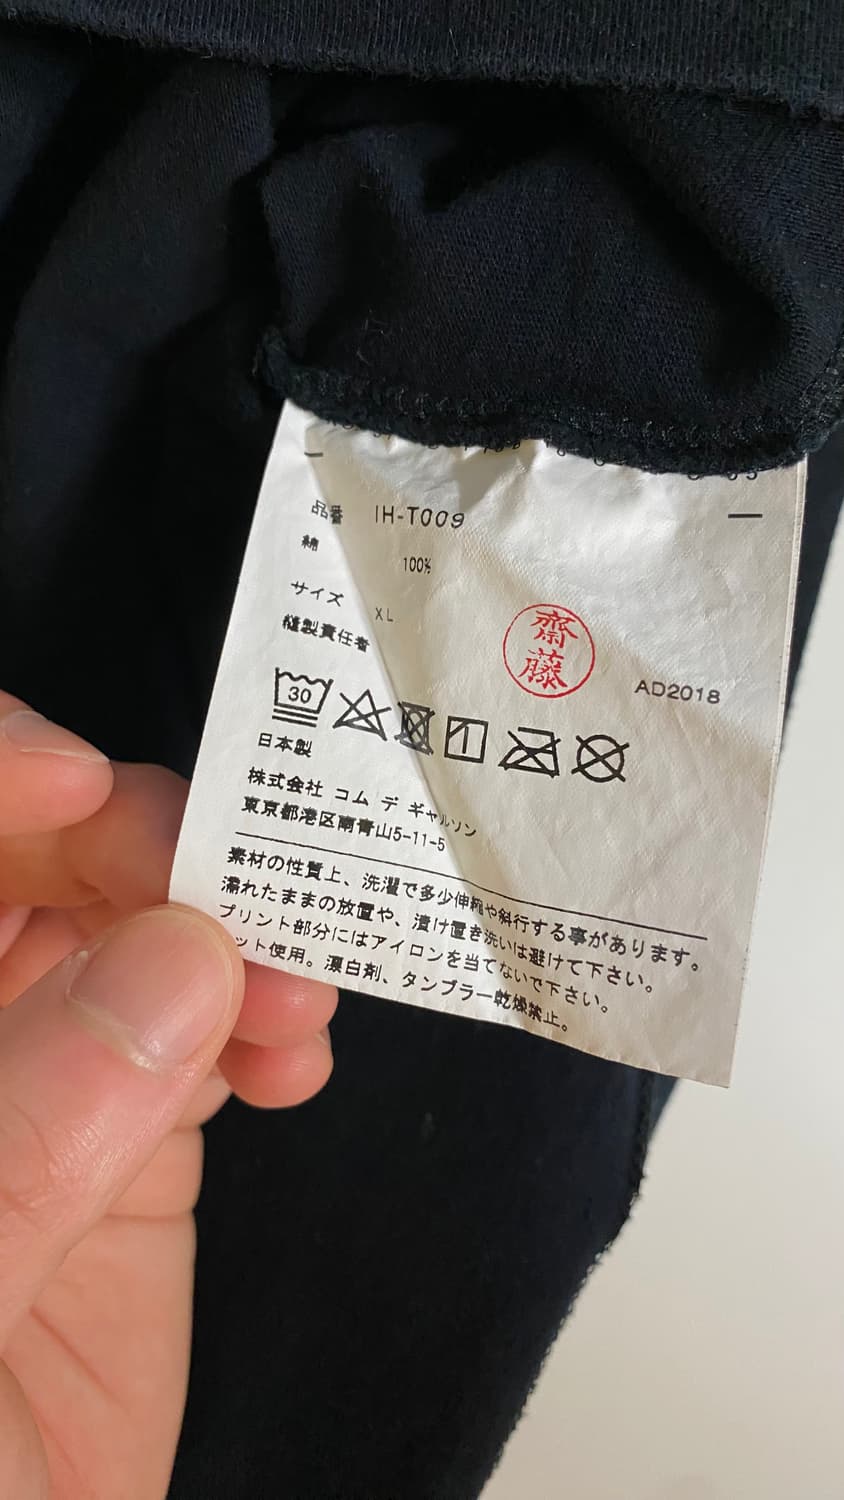 品番 IH-T009
綿 100%
サイズ XL
縫製責任者
齋藤
AD2018
30
日本製
株式会社 コム デ ギャルソン
東京都港区南青山5-11-5
素材の性質上、洗濯で多少伸縮や斜行する事があります。
濡れたままの放置や、漬け置き洗いは避けて下さい。
プリント部分にはアイロンを当てないで下さい。
ット使用。漂白剤、タンブラー乾燥禁止。